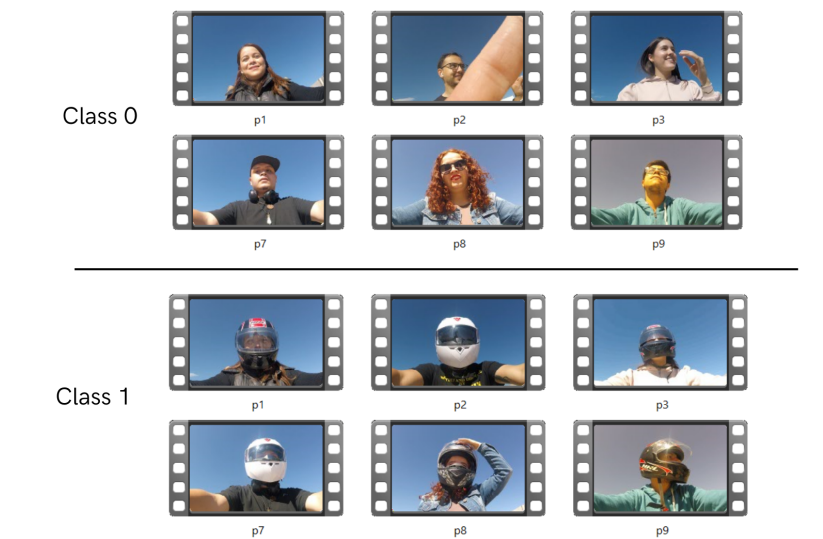 Class 0
p1 p2 p3
p7 p8 p9
Class 1
p1 p2 p3
p7 p8 p9